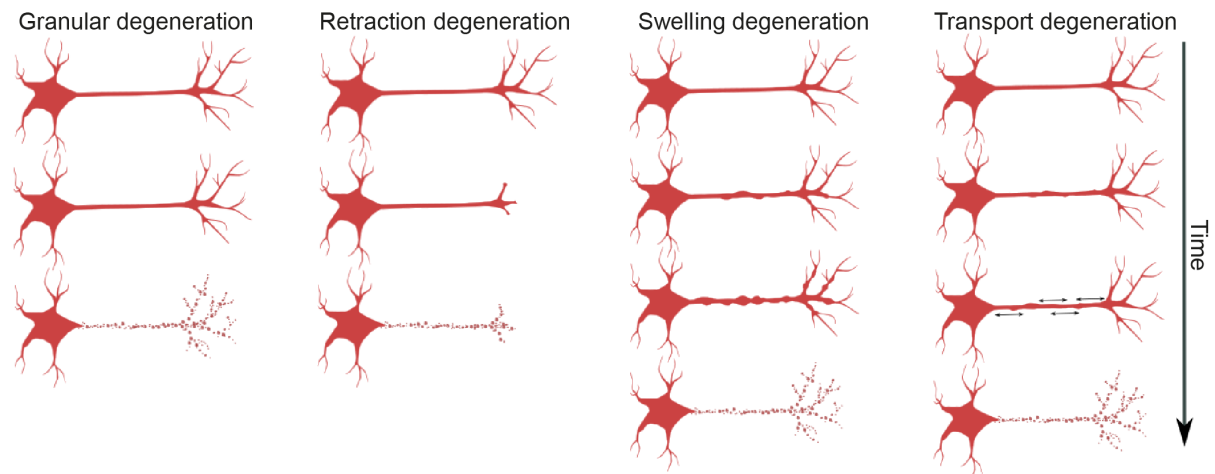 Granular degeneration
Retraction degeneration
Swelling degeneration
Transport degeneration
Time